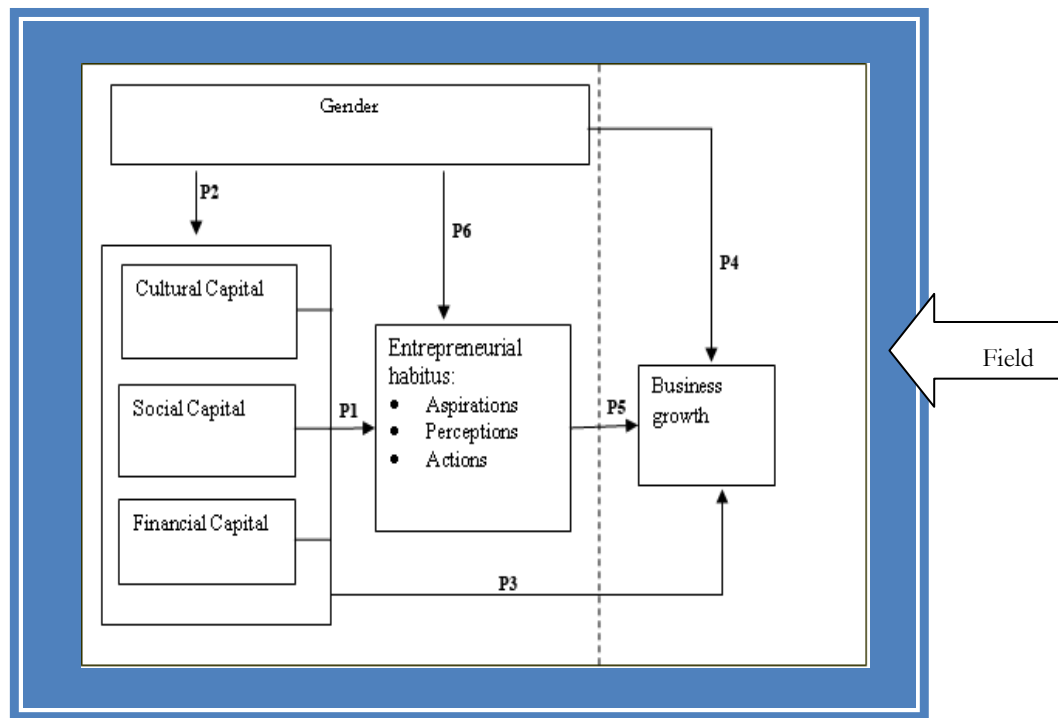 Gender
P2
P6
P4
Cultural Capital
Social Capital
Financial Capital
P1
Entrepreneurial
habitus:
• Aspirations
• Perceptions
• Actions
P5
Business
growth
P3
Field